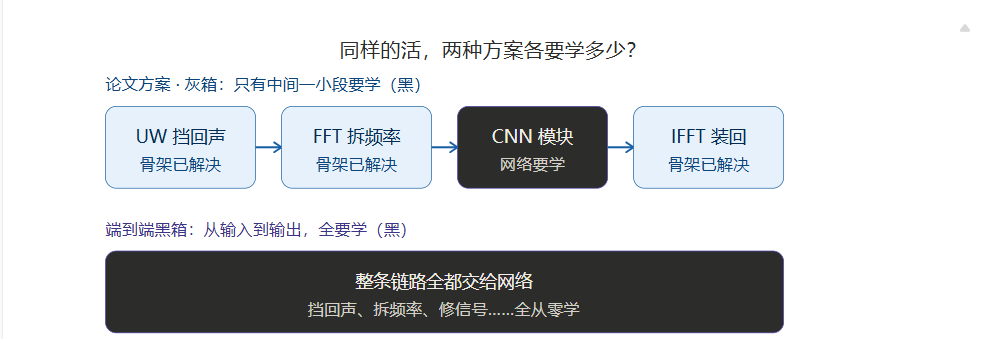 同样的活，两种方案各要学多少？
论文方案 · 灰箱：只有中间一小段要学（黑）
UW 挡回声
骨架已解决
FFT 拆频率
骨架已解决
CNN 模块
网络要学
IFFT 装回
骨架已解决
端到端黑箱：从输入到输出，全要学（黑）
整条链路全都交给网络
挡回声、拆频率、修信号……全从零学